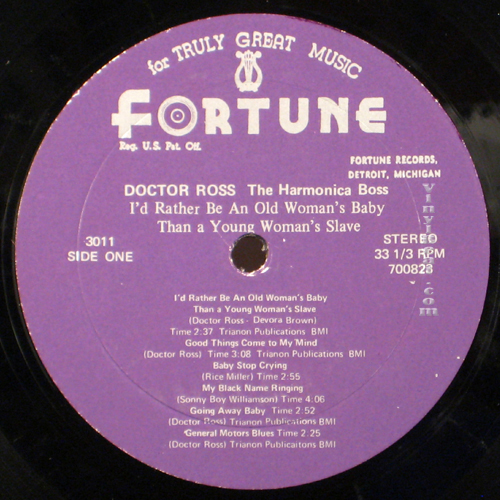 for TRULY GREAT MUSIC
FORTUNE
Reg. U.S. Pat. Off.
FORTUNE RECORDS,
DETROIT, MICHIGAN
DOCTOR ROSS The Harmonica Boss
I'd Rather Be An Old Woman's Baby
Than a Young Woman's Slave
3011
SIDE ONE
STEREO
33 1/3 RPM
700823
I'd Rather Be An Old Woman's Baby
Than a Young Woman's Slave
(Doctor Ross - Devora Brown)
Time 2:37 Trianon Publications BMI
Good Things Come to My Mind
(Doctor Ross) Time 3:08 Trianon Publications BMI
Baby Stop Crying
(Rice Miller) Time 2:55
My Black Name Ringing
(Sonny Boy Williamson) Time 4.06
Going Away Baby Time 2.52
(Doctor Ross) Trianon Publications BMI
General Motors Blues Time 2.25
(Doctor Ross) Trianon Publicaitons BMI